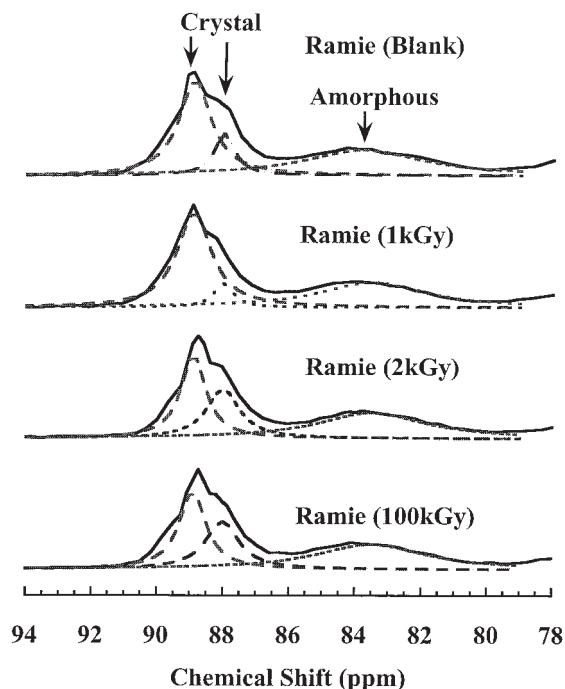 Crystal
Ramie (Blank)
Amorphous
Ramie (1kGy)
Ramie (2kGy)
Ramie (100kGy)
94 92 90 88 86 84 82 80 78
Chemical Shift (ppm)